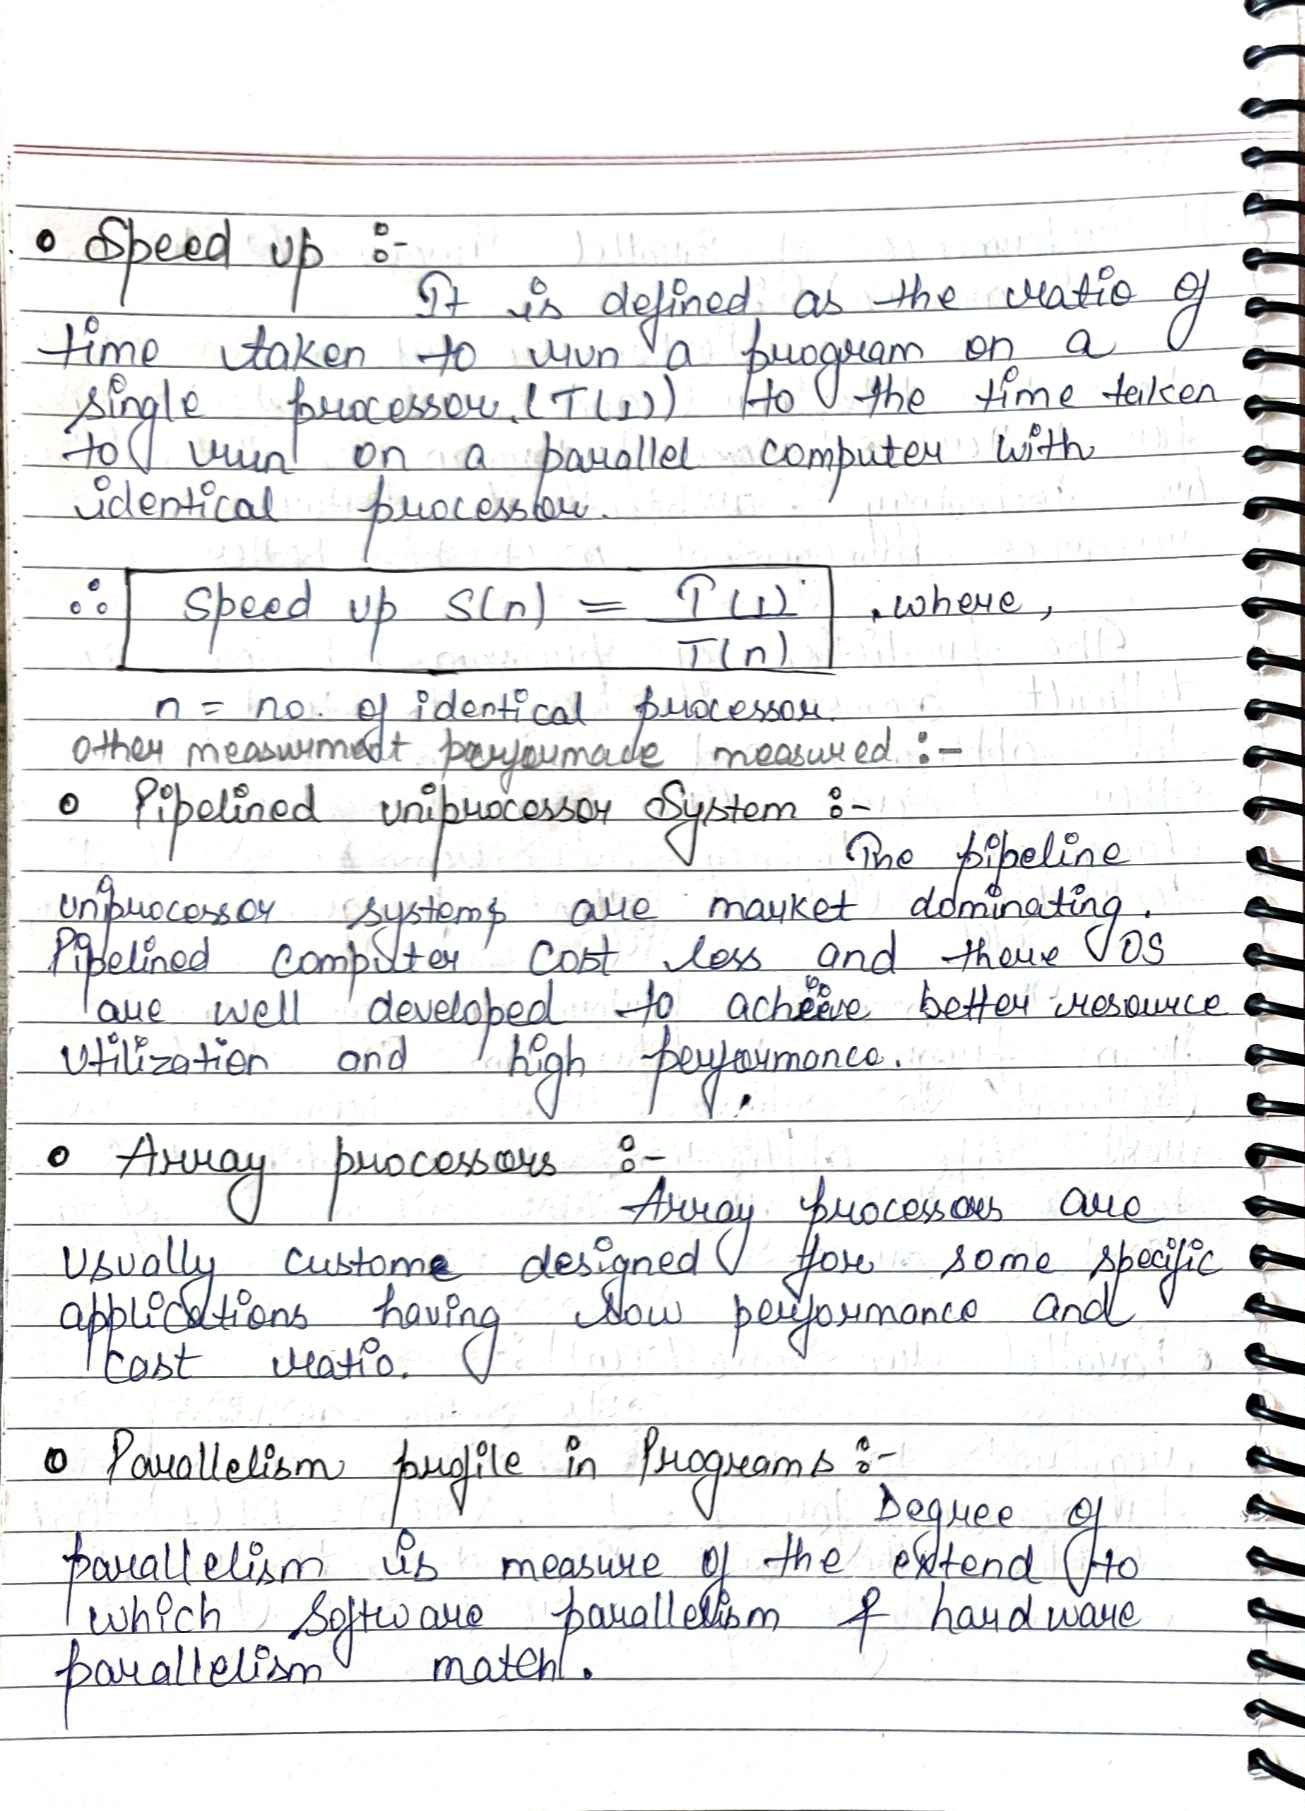 • Speed up :-
It is defined as the ratio of
time taken to run a program on a
single processor (T(1)) to the time taken
to run on a parallel computer with
identical processor.
∴ Speed up S(n) = T(1) / T(n) , where,
n = no. of identical processor.
other measurment performade measured :-
• Pipelined uniprocessor System :-
The pipeline
uniprocessor systems are market dominating.
Pipelined computer cost less and there OS
are well developed to acheive better resource
utilization and high performance.
• Array processors :-
Array processors are
usually custome designed for some specific
applications having low performance and
cost ratio.
• Parallelism profile in Programs :-
Degree of
parallelism is measure of the extend to
which software parallelism & hardware
parallelism match.